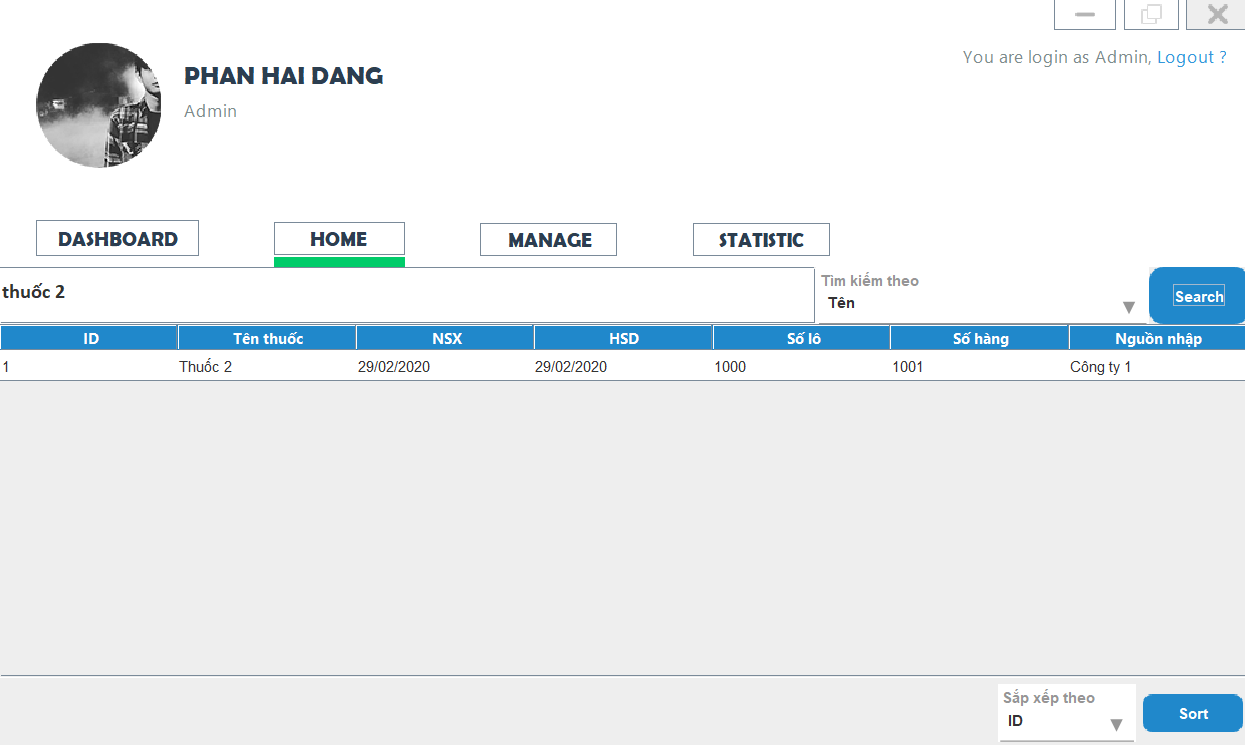 You are login as Admin, Logout ?
PHAN HAI DANG
Admin
DASHBOARD HOME MANAGE STATISTIC
thuốc 2
Tìm kiếm theo
Tên
Search
ID Tên thuốc NSX HSD Số lô Số hàng Nguồn nhập
1 Thuốc 2 29/02/2020 29/02/2020 1000 1001 Công ty 1
Sắp xếp theo
ID
Sort